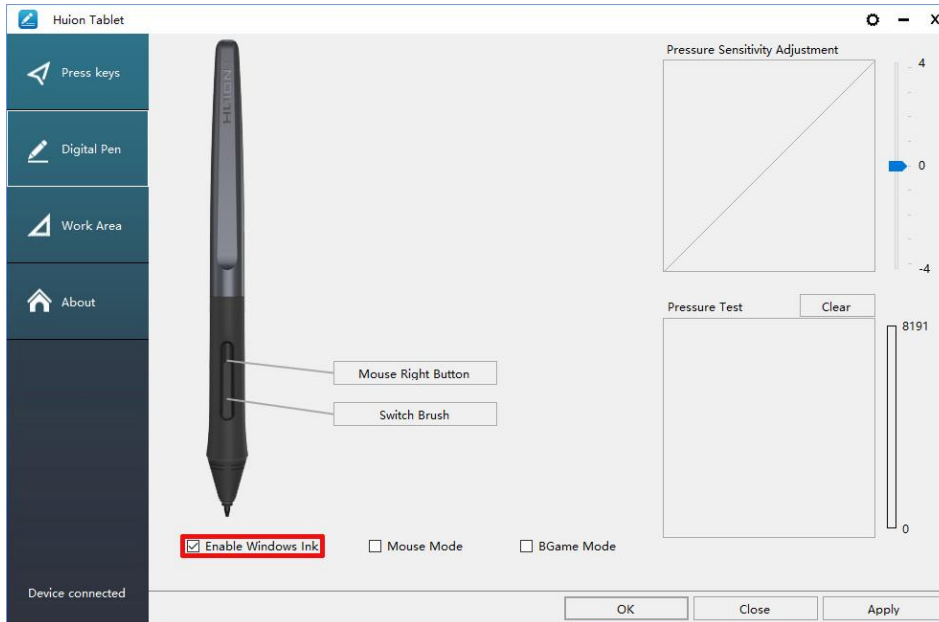 Huion Tablet
Press keys
Digital Pen
Work Area
About
Device connected
HUION
Mouse Right Button
Switch Brush
Enable Windows Ink
Mouse Mode
BGame Mode
Pressure Sensitivity Adjustment
4
0
-4
Pressure Test
Clear
8191
0
OK
Close
Apply